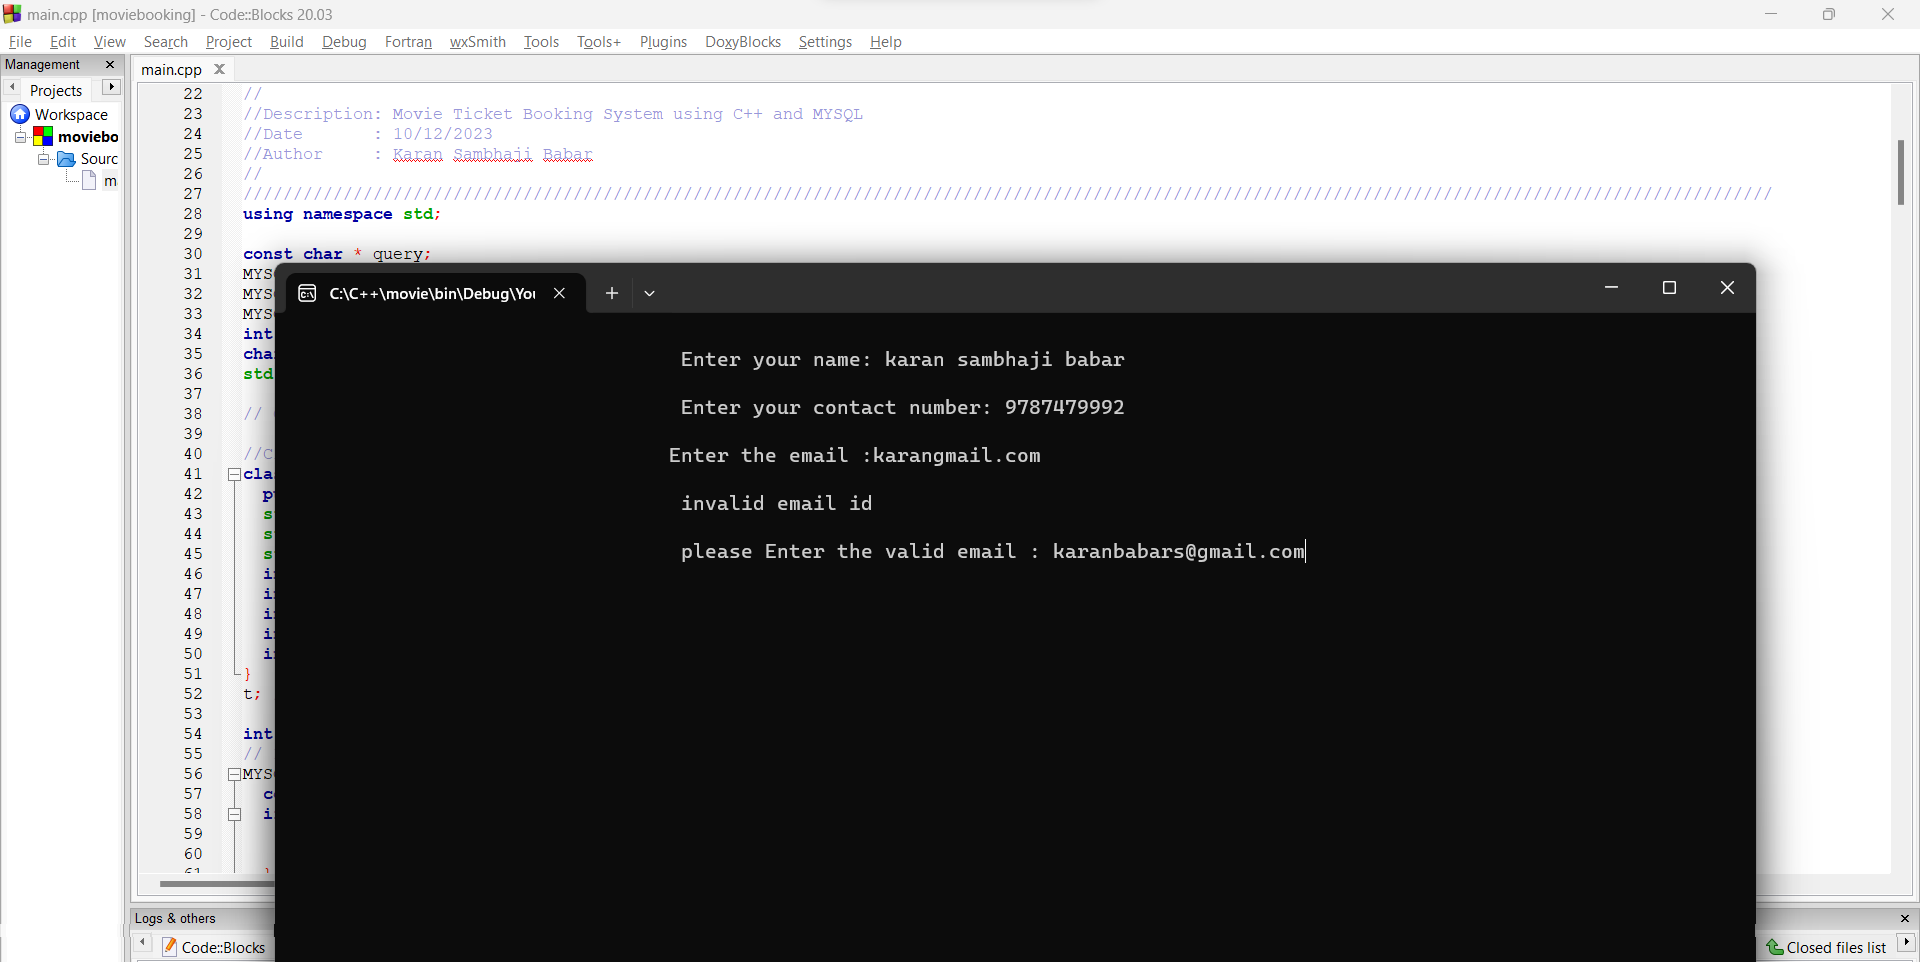 main.cpp [moviebooking] - Code::Blocks 20.03
File Edit View Search Project Build Debug Fortran wxSmith Tools Tools+ Plugins DoxyBlocks Settings Help
Management
main.cpp
Projects
Workspace
moviebo
Sourc
m
22 //
23 //Description: Movie Ticket Booking System using C++ and MYSQL
24 //Date : 10/12/2023
25 //Author : Karan Sambhaji Babar
26 //
27 /////////////////////////////////////////////////////////////////////////////////////////////////////////////////////////////////////////////////////////
28 using namespace std;
29
30 const char * query;
31 MYS
32 MYS
33 MYS
34 int
35 cha
36 std
37
38 //
39
40 //C
41 cla
42 p
43 s
44 s
45 s
46 i
47 i
48 i
49 i
50 i
51 }
52 t;
53
54 int
55 //
56 MYS
57 c
58 i
59
60
61 }
C:\C++\movie\bin\Debug\You
Enter your name: karan sambhaji babar
Enter your contact number: 9787479992
Enter the email :karangmail.com
invalid email id
please Enter the valid email : karanbabars@gmail.com
Logs & others
Code::Blocks
Closed files list